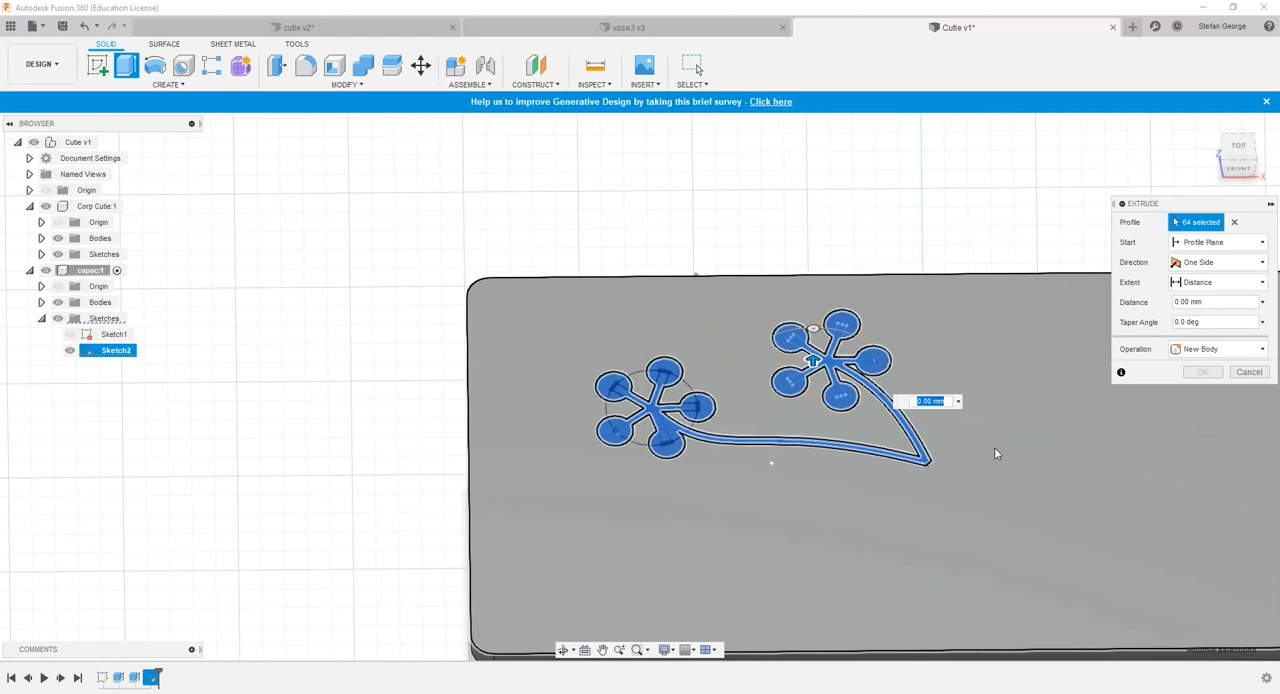 Autodesk Fusion 360 (Education License)
cutie v2*
vase3 v3
Cutie v1*
Stefan George
SOLID
SURFACE
SHEET METAL
TOOLS
DESIGN
CREATE
MODIFY
ASSEMBLE
CONSTRUCT
INSPECT
INSERT
SELECT
Help us to improve Generative Design by taking this brief survey - Click here
BROWSER
Cutie v1
Document Settings
Named Views
Origin
Corp Cutie:1
Origin
Bodies
Sketches
capac:1
Origin
Bodies
Sketches
Sketch1
Sketch2
TOP
FRONT
Z
X
EXTRUDE
Profile
64 selected
Start
Profile Plane
Direction
One Side
Extent
Distance
Distance
0.00 mm
Taper Angle
0.0 deg
Operation
New Body
OK
Cancel
0.00 mm
COMMENTS
Multiple selections